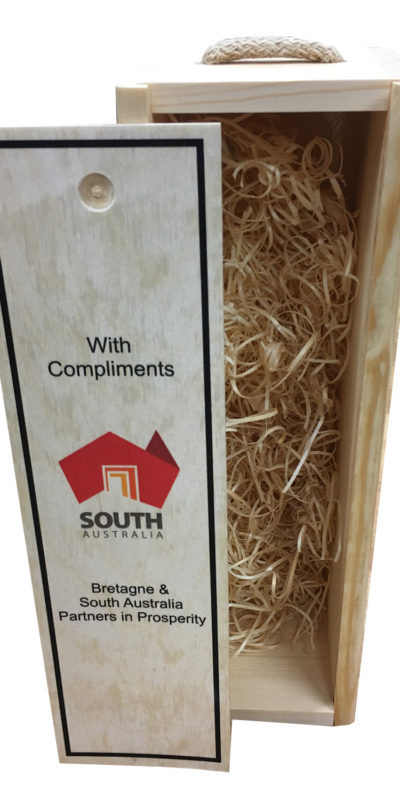 With
Compliments
SOUTH
AUSTRALIA
Bretagne &
South Australia
Partners in Prosperity